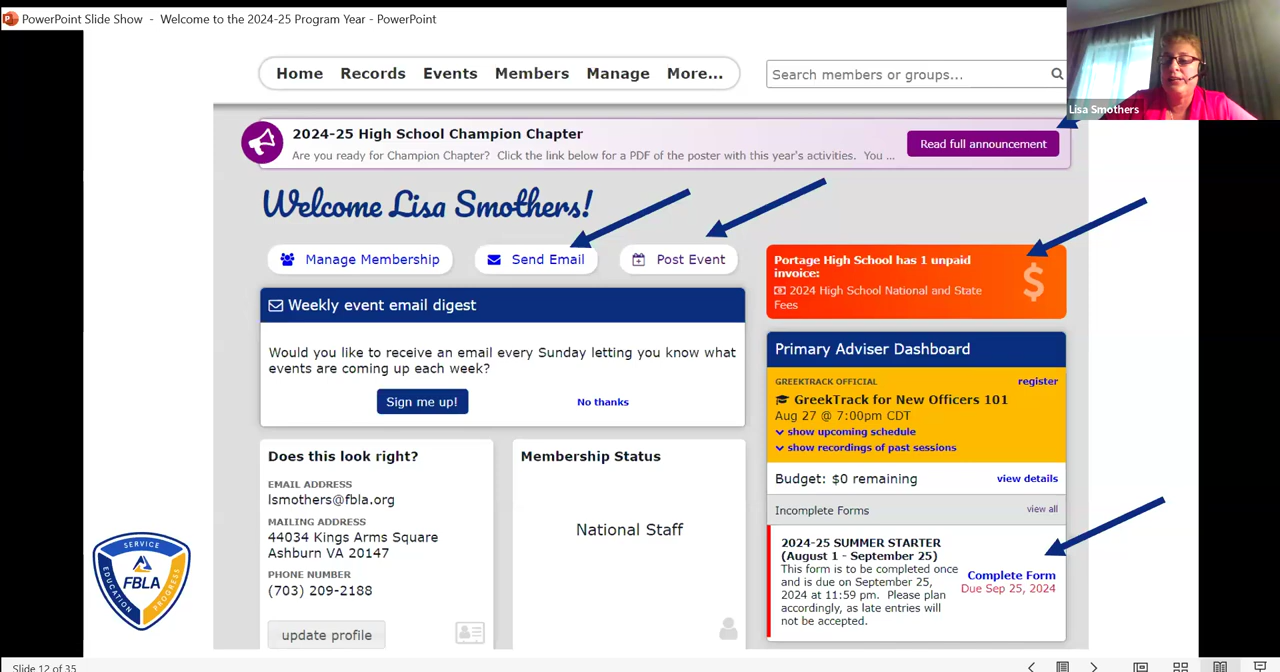 PowerPoint Slide Show - Welcome to the 2024-25 Program Year - PowerPoint
Home Records Events Members Manage More...
Search members or groups...
Lisa Smothers
2024-25 High School Champion Chapter
Are you ready for Champion Chapter? Click the link below for a PDF of the poster with this year's activities. You ...
Read full announcement
Welcome Lisa Smothers!
Manage Membership
Send Email
Post Event
Portage High School has 1 unpaid
invoice:
2024 High School National and State
Fees
$
Weekly event email digest
Would you like to receive an email every Sunday letting you know what
events are coming up each week?
Sign me up!
No thanks
Primary Adviser Dashboard
GREEKTRACK OFFICIAL
register
GreekTrack for New Officers 101
Aug 27 @ 7:00pm CDT
show upcoming schedule
show recordings of past sessions
Budget: $0 remaining
view details
Incomplete Forms
view all
2024-25 SUMMER STARTER
(August 1 - September 25)
This form is to be completed once
and is due on September 25,
2024 at 11:59 pm. Please plan
accordingly, as late entries will
not be accepted.
Complete Form
Due Sep 25, 2024
Does this look right?
EMAIL ADDRESS
lsmothers@fbla.org
MAILING ADDRESS
44034 Kings Arms Square
Ashburn VA 20147
PHONE NUMBER
(703) 209-2188
update profile
Membership Status
National Staff
SERVICE
EDUCATION
PROGRESS
FBLA
Slide 12 of 35